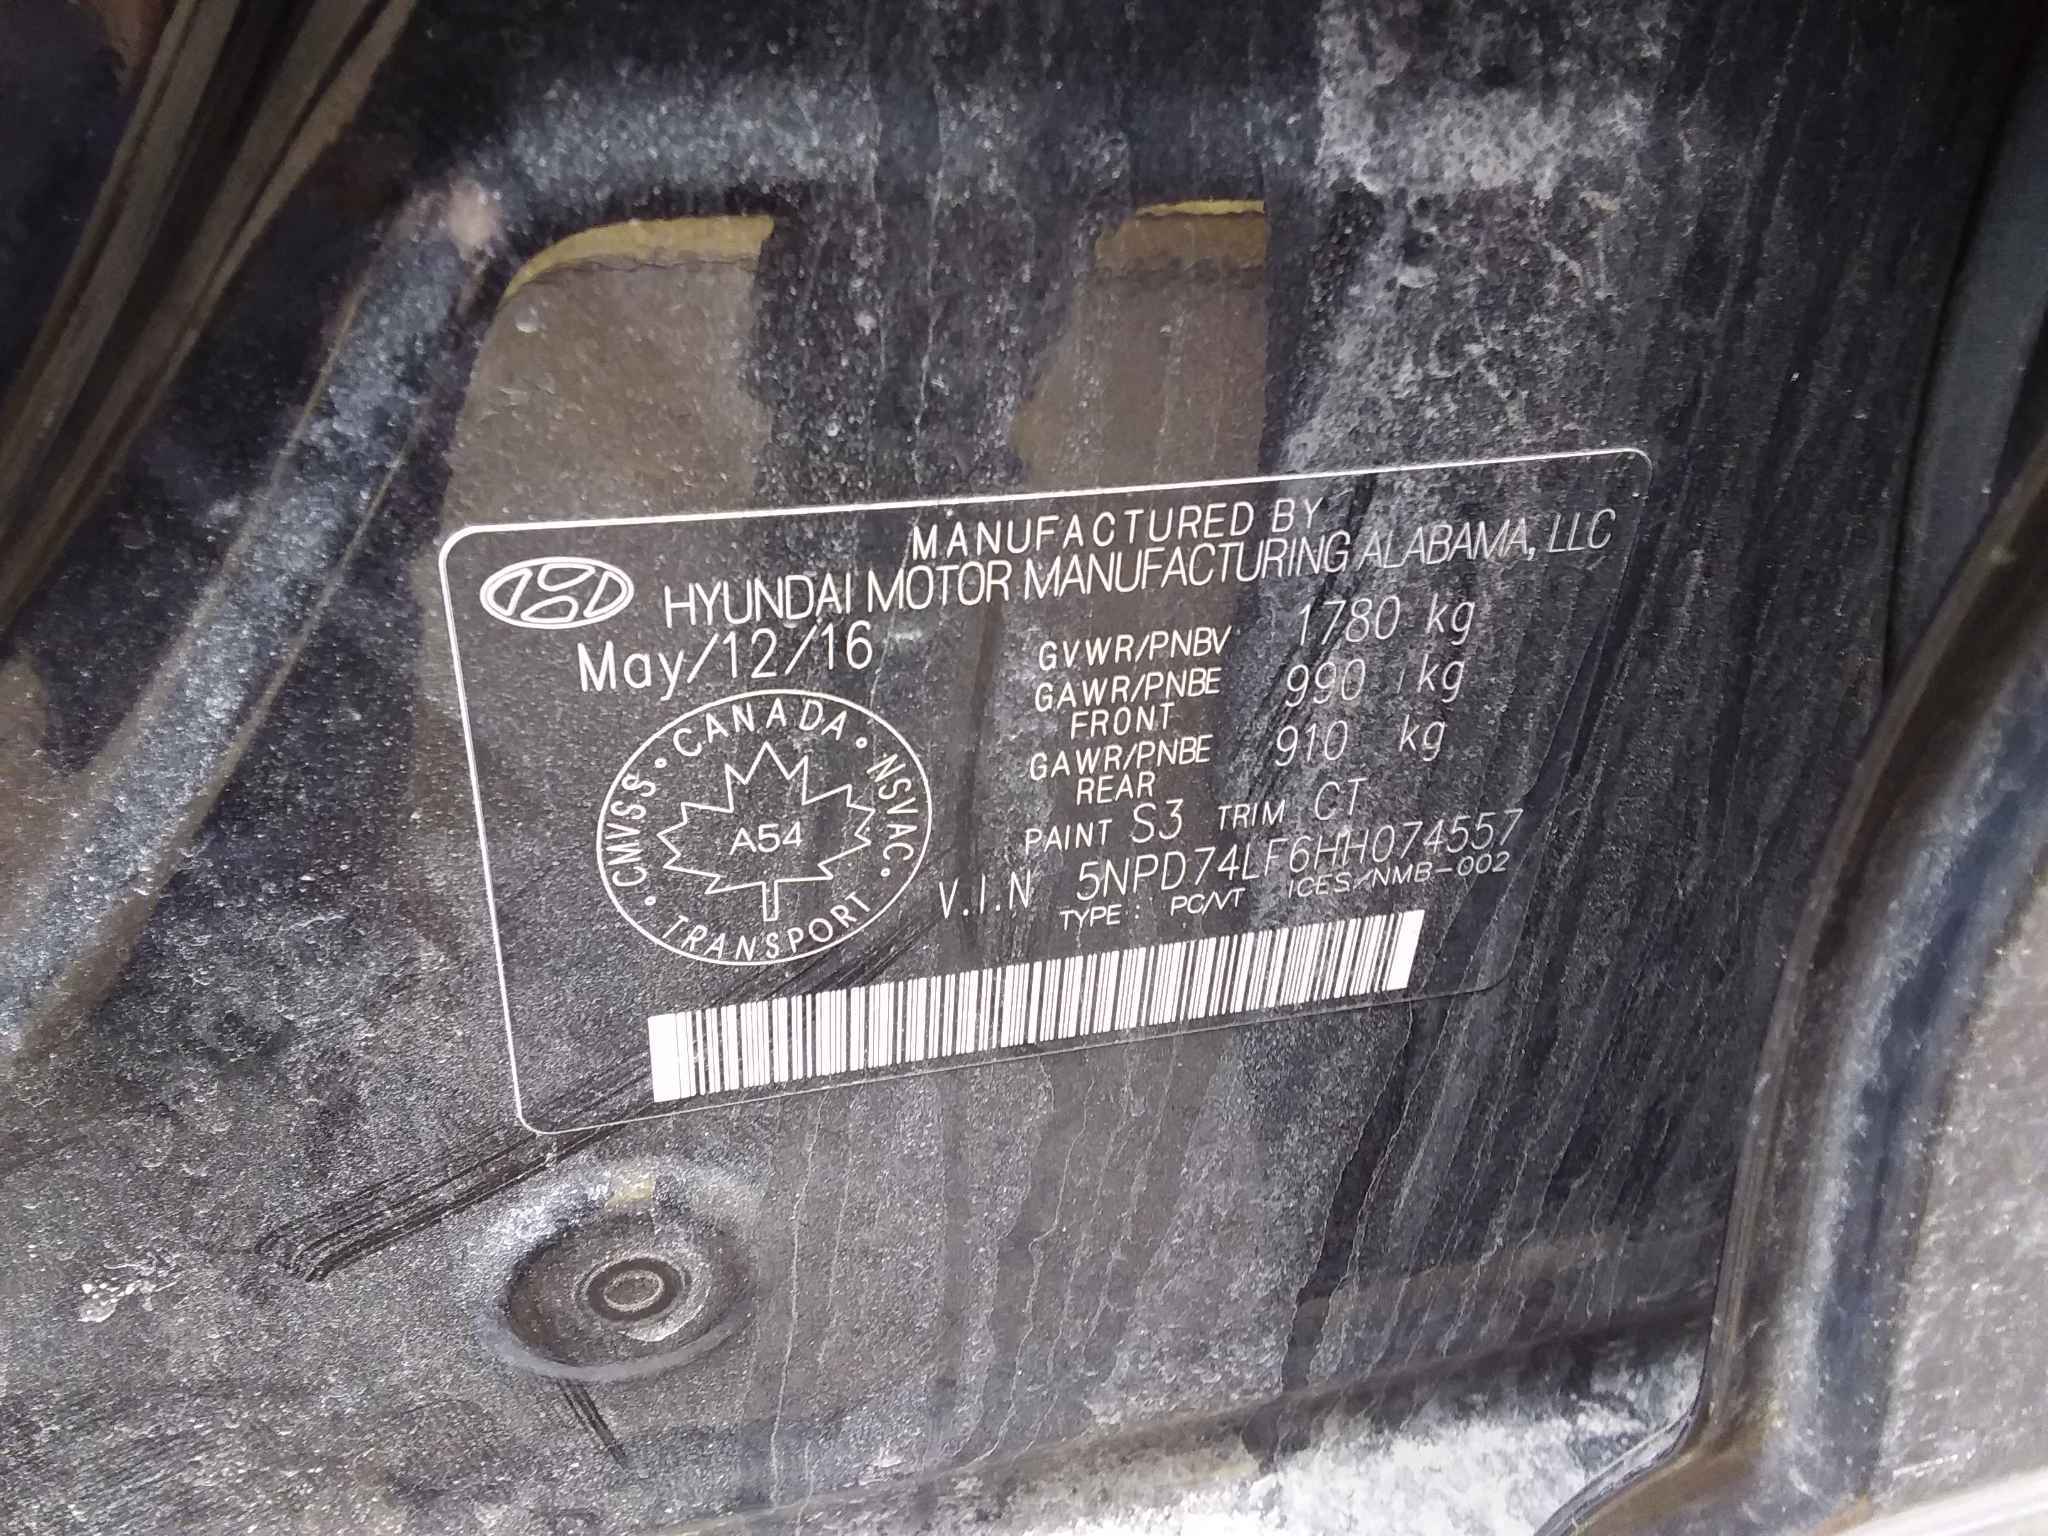 MANUFACTURED BY
HYUNDAI MOTOR MANUFACTURING ALABAMA, LLC
May/12/16
GVWR/PNBV 1780 kg
GAWR/PNBE FRONT 990 kg
GAWR/PNBE REAR 910 kg
PAINT S3 TRIM CT
V.I.N 5NPD74LF6HH074557
TYPE: PC/VT ICES/NMB-002
CMVSS • CANADA • NSVAC • TRANSPORT •
A54